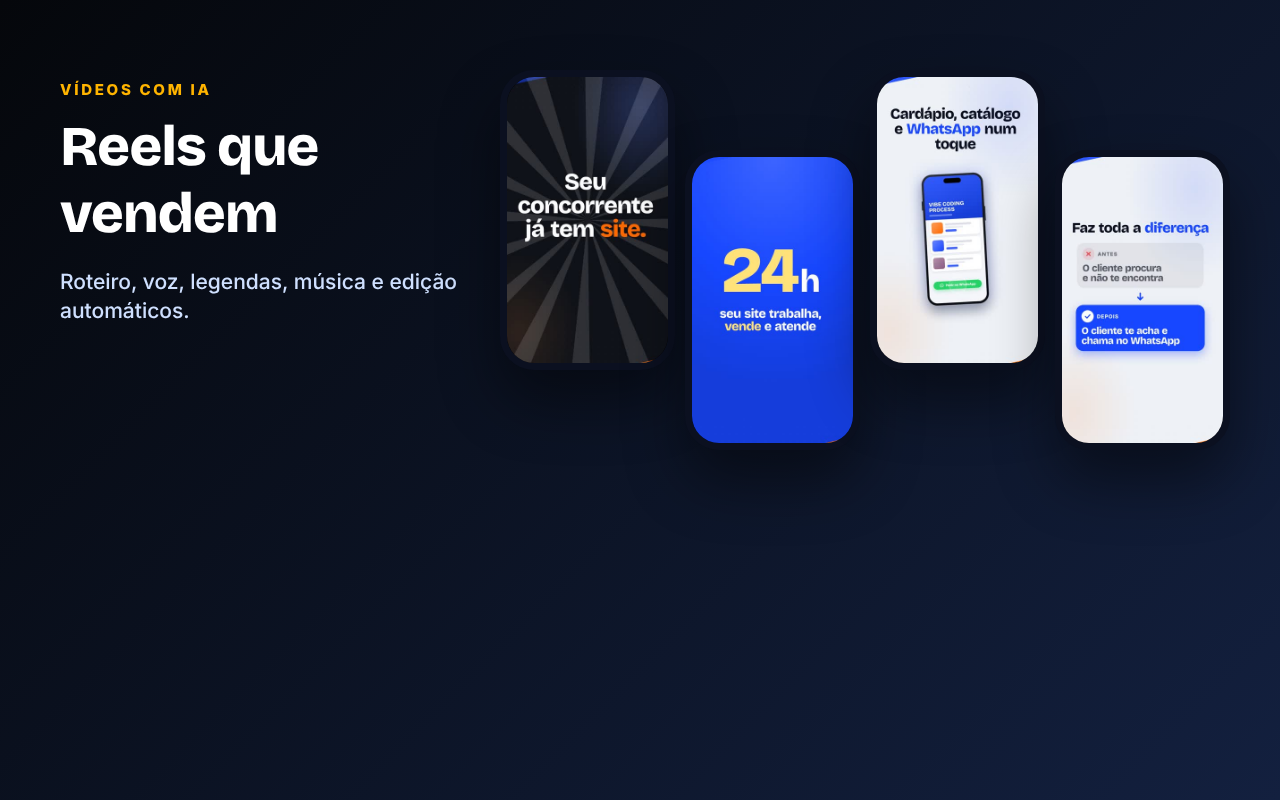 VÍDEOS COM IA
Reels que
vendem
Roteiro, voz, legendas, música e edição
automáticos.
Seu
concorrente
já tem site.
24h
seu site trabalha,
vende e atende
Cardápio, catálogo
e WhatsApp num
toque
VIBE CODING
PROCESS
Faz toda a diferença
ANTES
O cliente procura
e não te encontra
DEPOIS
O cliente te acha e
chama no WhatsApp